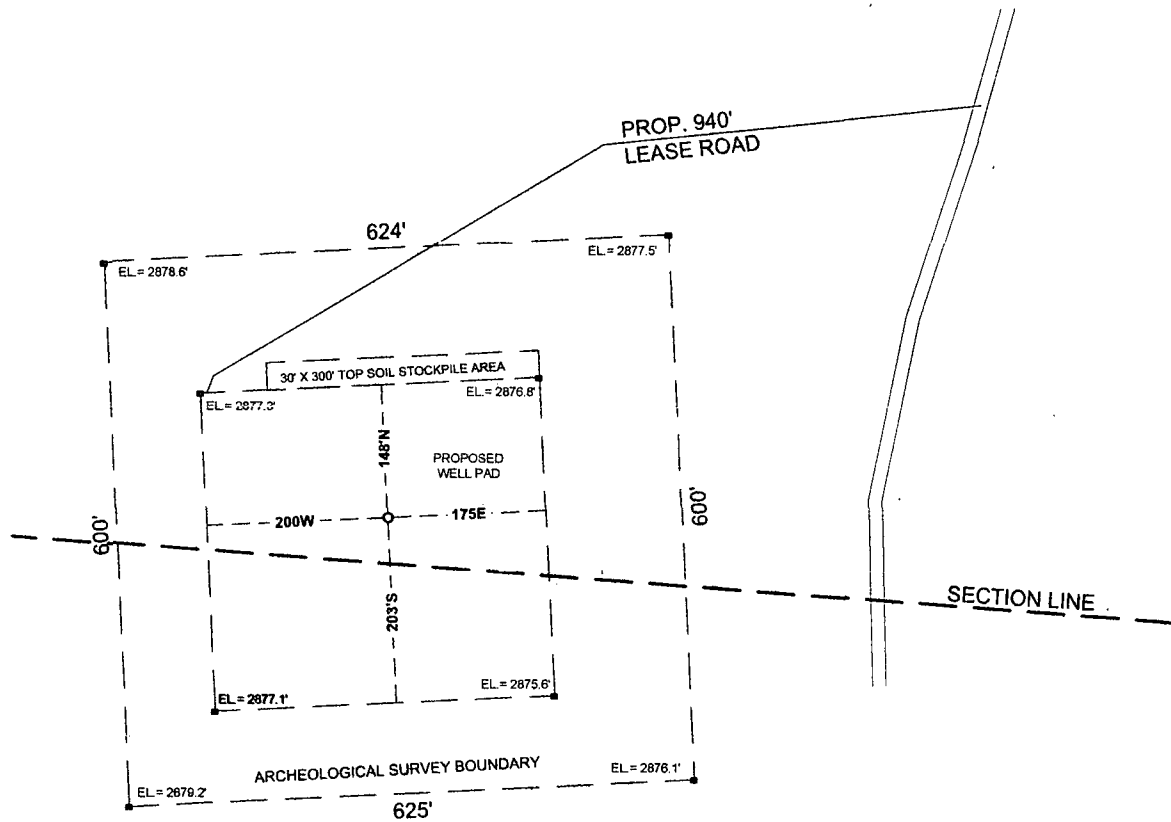 PROP. 940'
LEASE ROAD
624'
EL.= 2878.6'
EL.= 2877.5'
30' X 300' TOP SOIL STOCKPILE AREA
EL.= 2877.3'
EL.= 2876.8'
148'N
PROPOSED
WELL PAD
200W
175E
600'
600'
203'S
SECTION LINE
EL.= 2877.1'
EL.= 2875.6'
ARCHEOLOGICAL SURVEY BOUNDARY
EL.= 2879.2'
EL.= 2876.1'
625'